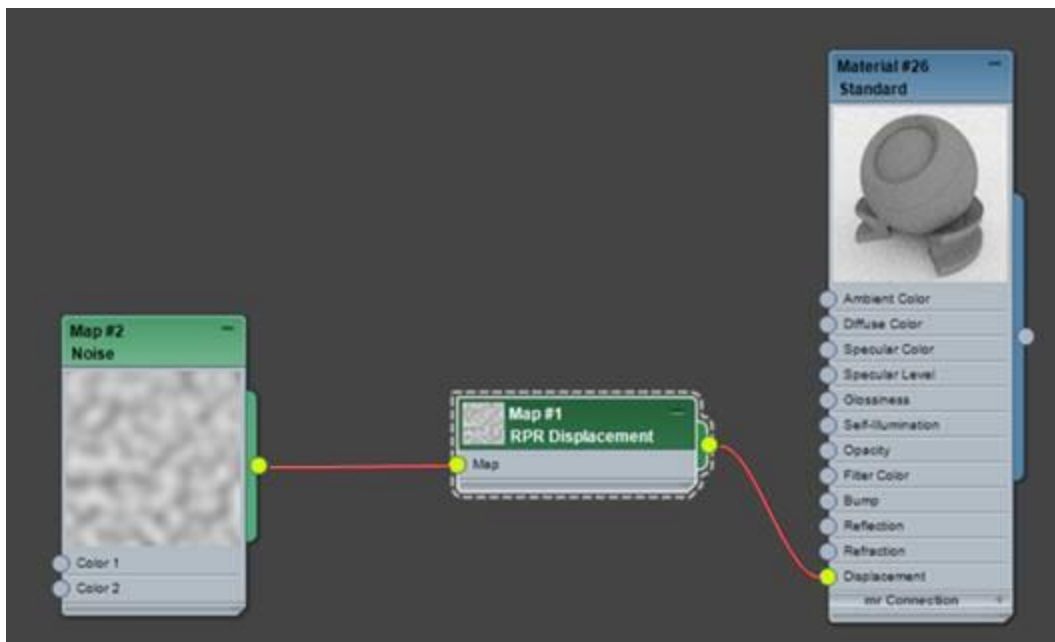 Map #2
Noise
Color 1
Color 2
Map #1
RPR Displacement
Map
Material #26
Standard
Ambient Color
Diffuse Color
Specular Color
Specular Level
Glossiness
Self-Illumination
Opacity
Filter Color
Bump
Reflection
Refraction
Displacement
mr Connection